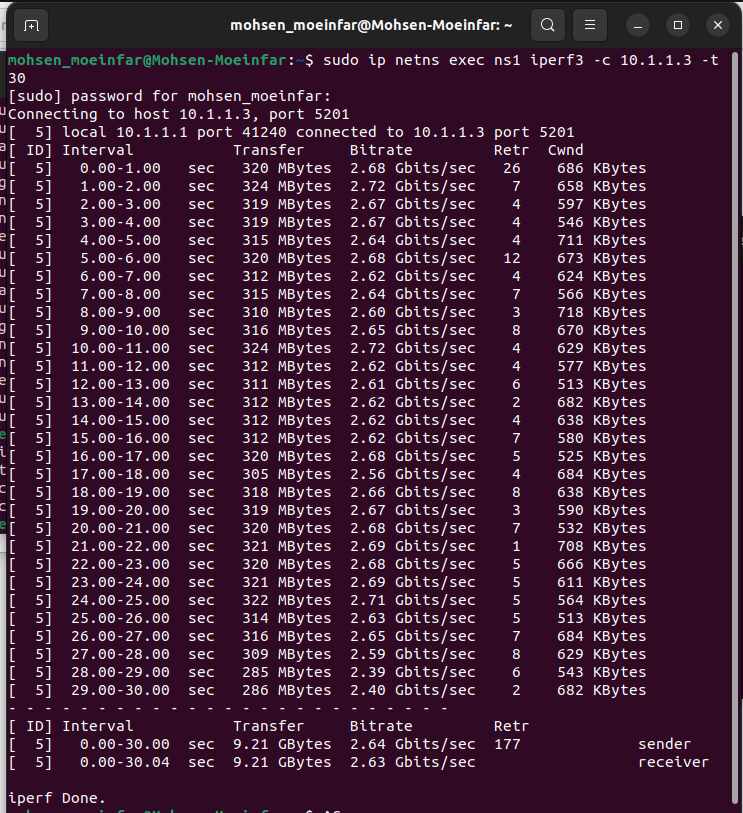 mohsen_moeinfar@Mohsen-Moeinfar: ~
mohsen_moeinfar@Mohsen-Moeinfar:~$ sudo ip netns exec ns1 iperf3 -c 10.1.1.3 -t
30
[sudo] password for mohsen_moeinfar:
Connecting to host 10.1.1.3, port 5201
[  5] local 10.1.1.1 port 41240 connected to 10.1.1.3 port 5201
[ ID] Interval           Transfer     Bitrate         Retr  Cwnd
[  5]   0.00-1.00   sec   320 MBytes  2.68 Gbits/sec   26    686 KBytes
[  5]   1.00-2.00   sec   324 MBytes  2.72 Gbits/sec    7    658 KBytes
[  5]   2.00-3.00   sec   319 MBytes  2.67 Gbits/sec    4    597 KBytes
[  5]   3.00-4.00   sec   319 MBytes  2.67 Gbits/sec    4    546 KBytes
[  5]   4.00-5.00   sec   315 MBytes  2.64 Gbits/sec    4    711 KBytes
[  5]   5.00-6.00   sec   320 MBytes  2.68 Gbits/sec   12    673 KBytes
[  5]   6.00-7.00   sec   312 MBytes  2.62 Gbits/sec    4    624 KBytes
[  5]   7.00-8.00   sec   315 MBytes  2.64 Gbits/sec    7    566 KBytes
[  5]   8.00-9.00   sec   310 MBytes  2.60 Gbits/sec    3    718 KBytes
[  5]   9.00-10.00  sec   316 MBytes  2.65 Gbits/sec    8    670 KBytes
[  5]  10.00-11.00  sec   324 MBytes  2.72 Gbits/sec    4    629 KBytes
[  5]  11.00-12.00  sec   312 MBytes  2.62 Gbits/sec    4    577 KBytes
[  5]  12.00-13.00  sec   311 MBytes  2.61 Gbits/sec    6    513 KBytes
[  5]  13.00-14.00  sec   312 MBytes  2.62 Gbits/sec    2    682 KBytes
[  5]  14.00-15.00  sec   312 MBytes  2.62 Gbits/sec    4    638 KBytes
[  5]  15.00-16.00  sec   312 MBytes  2.62 Gbits/sec    7    580 KBytes
[  5]  16.00-17.00  sec   320 MBytes  2.68 Gbits/sec    5    525 KBytes
[  5]  17.00-18.00  sec   305 MBytes  2.56 Gbits/sec    4    684 KBytes
[  5]  18.00-19.00  sec   318 MBytes  2.66 Gbits/sec    8    638 KBytes
[  5]  19.00-20.00  sec   319 MBytes  2.67 Gbits/sec    3    590 KBytes
[  5]  20.00-21.00  sec   320 MBytes  2.68 Gbits/sec    7    532 KBytes
[  5]  21.00-22.00  sec   321 MBytes  2.69 Gbits/sec    1    708 KBytes
[  5]  22.00-23.00  sec   320 MBytes  2.68 Gbits/sec    5    666 KBytes
[  5]  23.00-24.00  sec   321 MBytes  2.69 Gbits/sec    5    611 KBytes
[  5]  24.00-25.00  sec   322 MBytes  2.71 Gbits/sec    5    564 KBytes
[  5]  25.00-26.00  sec   314 MBytes  2.63 Gbits/sec    5    513 KBytes
[  5]  26.00-27.00  sec   316 MBytes  2.65 Gbits/sec    7    684 KBytes
[  5]  27.00-28.00  sec   309 MBytes  2.59 Gbits/sec    8    629 KBytes
[  5]  28.00-29.00  sec   285 MBytes  2.39 Gbits/sec    6    543 KBytes
[  5]  29.00-30.00  sec   286 MBytes  2.40 Gbits/sec    2    682 KBytes
- - - - - - - - - - - - - - - - - - - - - - - - -
[ ID] Interval           Transfer     Bitrate         Retr
[  5]   0.00-30.00  sec  9.21 GBytes  2.64 Gbits/sec  177             sender
[  5]   0.00-30.04  sec  9.21 GBytes  2.63 Gbits/sec                  receiver
iperf Done.